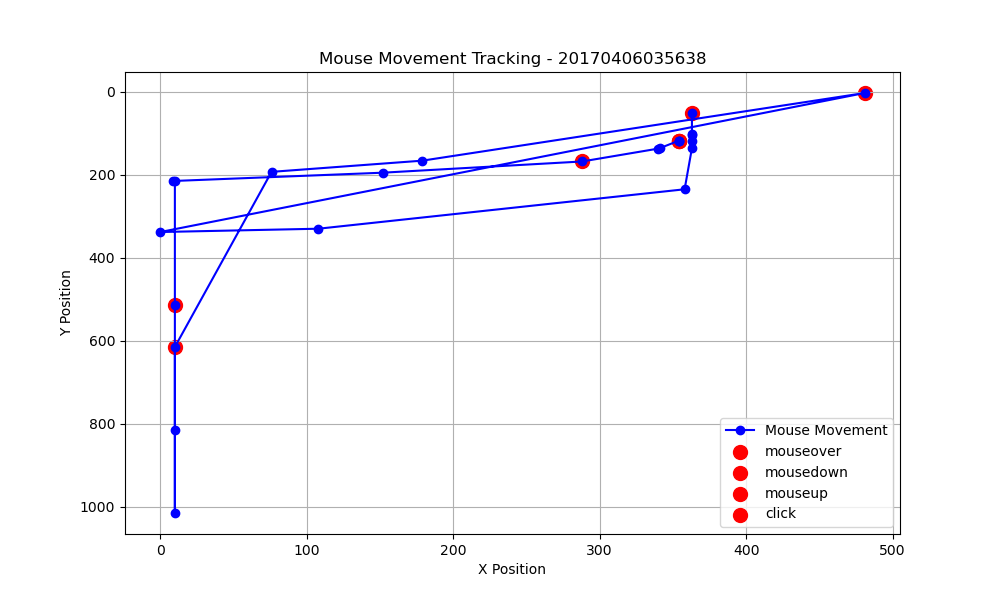 Mouse Movement Tracking - 20170406035638
0
200
400
600
800
1000
Y Position
0 100 200 300 400 500
X Position
Mouse Movement
mouseover
mousedown
mouseup
click